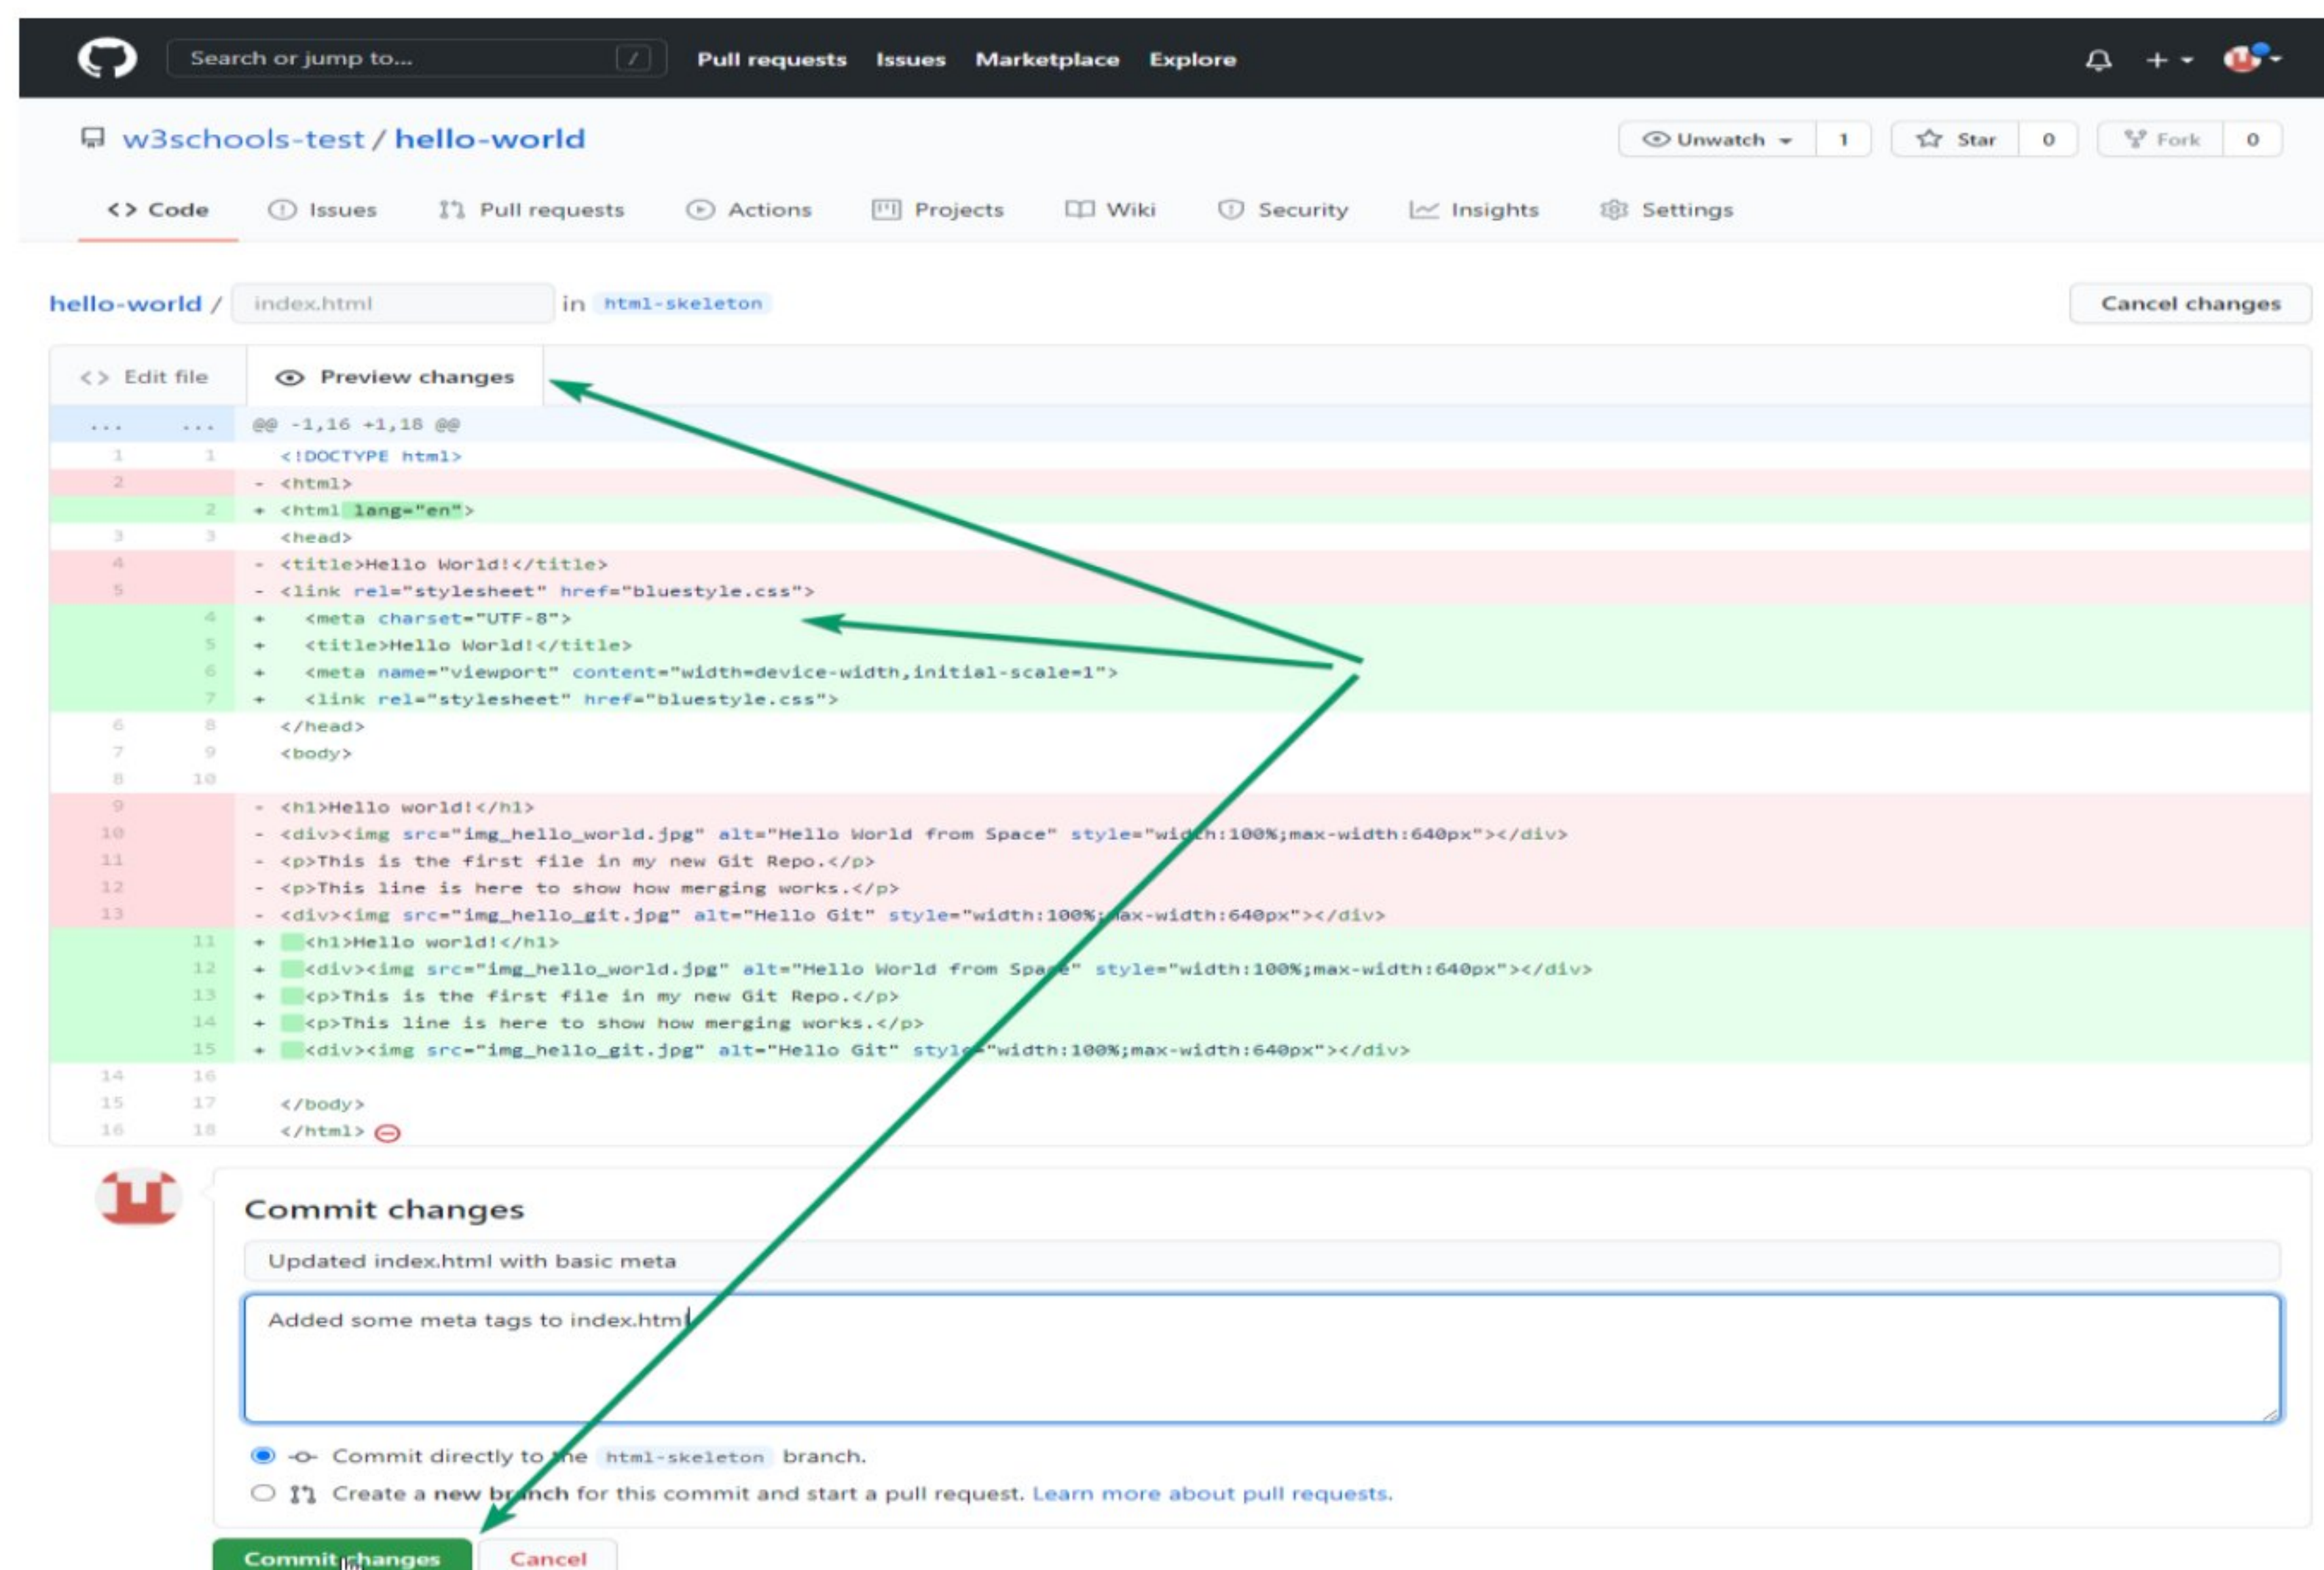 Search or jump to... / Pull requests Issues Marketplace Explore
w3schools-test / hello-world Unwatch 1 Star 0 Fork 0
<> Code Issues Pull requests Actions Projects Wiki Security Insights Settings
hello-world / index.html in html-skeleton Cancel changes
<> Edit file Preview changes
... ... @@ -1,16 +1,18 @@
1 1 <!DOCTYPE html>
2 - <html>
2 + <html lang="en">
3 3 <head>
4 - <title>Hello World!</title>
5 - <link rel="stylesheet" href="bluestyle.css">
4 + <meta charset="UTF-8">
5 + <title>Hello World!</title>
6 + <meta name="viewport" content="width=device-width,initial-scale=1">
7 + <link rel="stylesheet" href="bluestyle.css">
6 8 </head>
7 9 <body>
8 10
9 - <h1>Hello world!</h1>
10 - <div><img src="img_hello_world.jpg" alt="Hello World from Space" style="width:100%;max-width:640px"></div>
11 - <p>This is the first file in my new Git Repo.</p>
12 - <p>This line is here to show how merging works.</p>
13 - <div><img src="img_hello_git.jpg" alt="Hello Git" style="width:100%;max-width:640px"></div>
11 + <h1>Hello world!</h1>
12 + <div><img src="img_hello_world.jpg" alt="Hello World from Space" style="width:100%;max-width:640px"></div>
13 + <p>This is the first file in my new Git Repo.</p>
14 + <p>This line is here to show how merging works.</p>
15 + <div><img src="img_hello_git.jpg" alt="Hello Git" style="width:100%;max-width:640px"></div>
14 16
15 17 </body>
16 18 </html>
Commit changes
Updated index.html with basic meta
Added some meta tags to index.html
Commit directly to the html-skeleton branch.
Create a new branch for this commit and start a pull request. Learn more about pull requests.
Commit changes Cancel